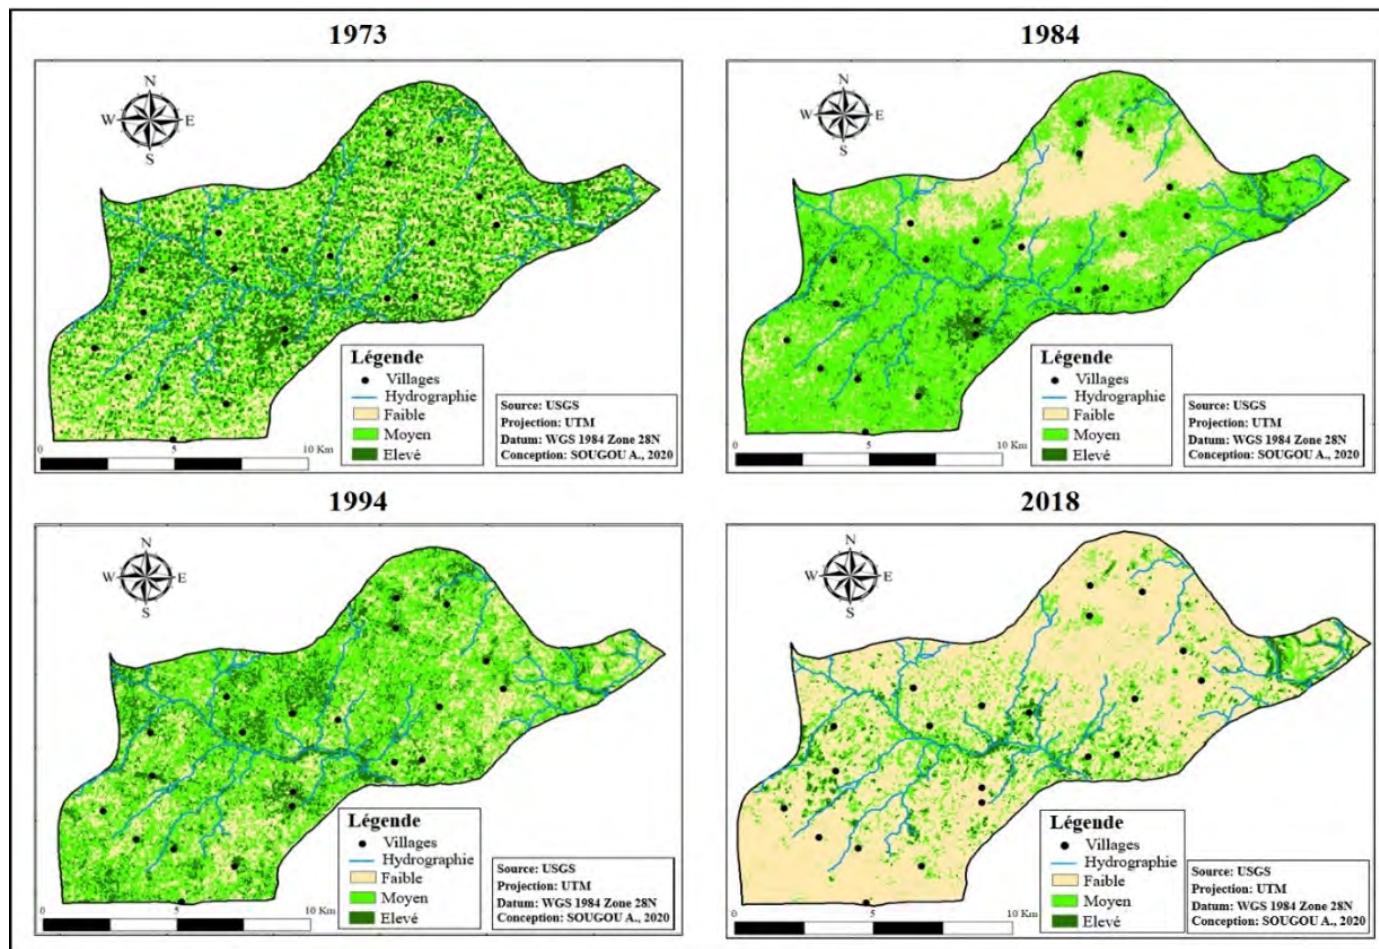 1973
N
W E
S
Légende
Villages
Hydrographie
Faible
Moyen
Elevé
Source: USGS
Projection: UTM
Datum: WGS 1984 Zone 28N
Conception: SOUGOU A., 2020
0 5 10 Km
1984
N
W E
S
Légende
Villages
Hydrographie
Faible
Moyen
Elevé
Source: USGS
Projection: UTM
Datum: WGS 1984 Zone 28N
Conception: SOUGOU A., 2020
0 5 10 Km
1994
N
W E
S
Légende
Villages
Hydrographie
Faible
Moyen
Elevé
Source: USGS
Projection: UTM
Datum: WGS 1984 Zone 28N
Conception: SOUGOU A., 2020
0 5 10 Km
2018
N
W E
S
Légende
Villages
Hydrographie
Faible
Moyen
Elevé
Source: USGS
Projection: UTM
Datum: WGS 1984 Zone 28N
Conception: SOUGOU A., 2020
0 5 10 Km